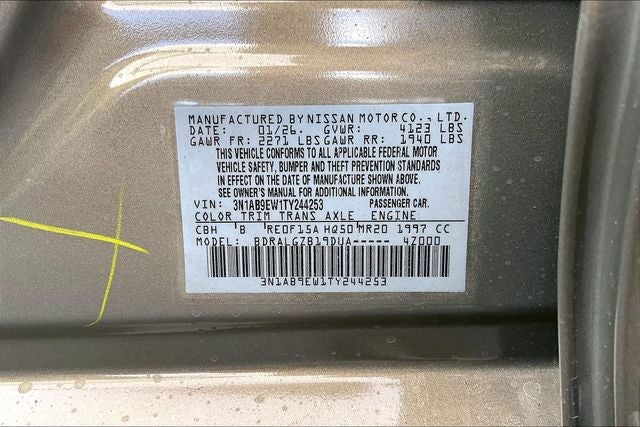 MANUFACTURED BY NISSAN MOTOR CO., LTD.
DATE: 01/26. GVWR: 4123 LBS
GAWR FR: 2271 LBS GAWR RR: 1940 LBS
THIS VEHICLE CONFORMS TO ALL APPLICABLE FEDERAL MOTOR
VEHICLE SAFETY, BUMPER AND THEFT PREVENTION STANDARDS
IN EFFECT ON THE DATE OF MANUFACTURE SHOWN ABOVE.
SEE OWNER'S MANUAL FOR ADDITIONAL INFORMATION.
VIN: 3N1AB9EW1TY244253 PASSENGER CAR.
COLOR TRIM TRANS AXLE ENGINE
CBH 'B RE0F15A HQ50 MR20 1997 CC
MODEL: BDRALGZB19DUA----- 4Z000
3N1AB9EW1TY244253